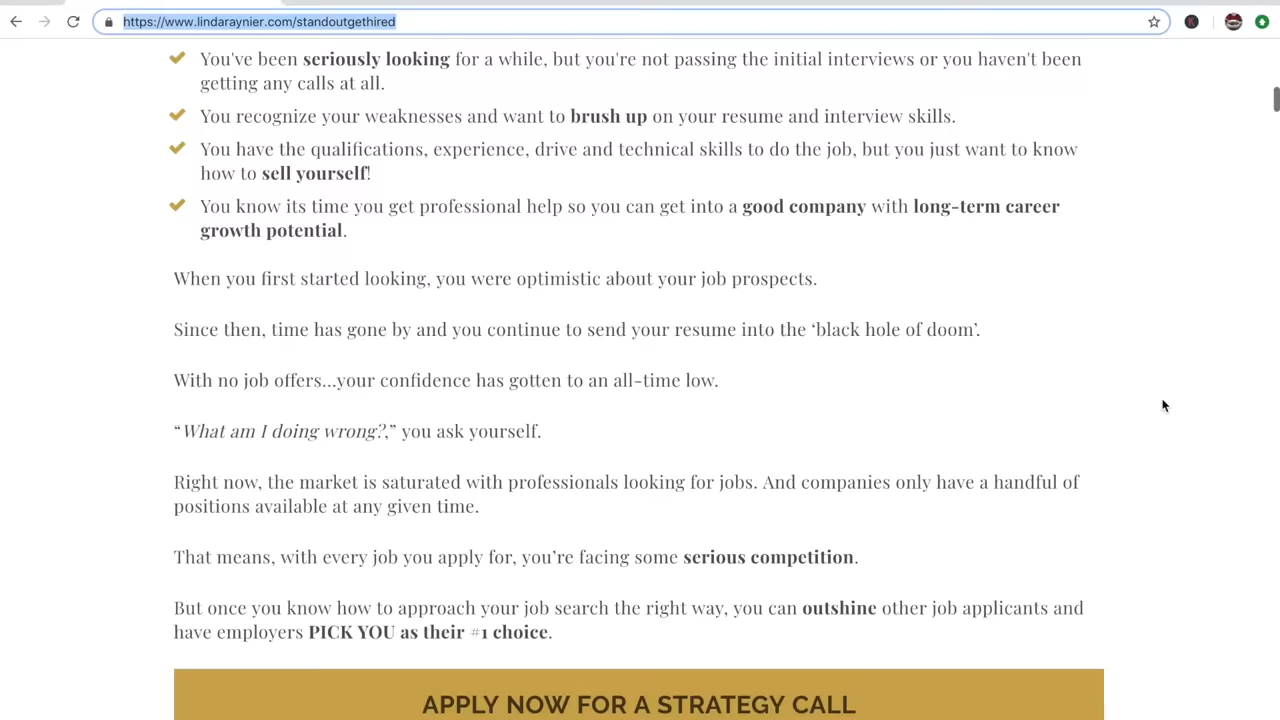 https://www.lindaraynier.com/standoutgethired
You've been seriously looking for a while, but you're not passing the initial interviews or you haven't been
getting any calls at all.
You recognize your weaknesses and want to brush up on your resume and interview skills.
You have the qualifications, experience, drive and technical skills to do the job, but you just want to know
how to sell yourself!
You know its time you get professional help so you can get into a good company with long-term career
growth potential.
When you first started looking, you were optimistic about your job prospects.
Since then, time has gone by and you continue to send your resume into the ‘black hole of doom’.
With no job offers...your confidence has gotten to an all-time low.
“What am I doing wrong?,” you ask yourself.
Right now, the market is saturated with professionals looking for jobs. And companies only have a handful of
positions available at any given time.
That means, with every job you apply for, you’re facing some serious competition.
But once you know how to approach your job search the right way, you can outshine other job applicants and
have employers PICK YOU as their #1 choice.
APPLY NOW FOR A STRATEGY CALL